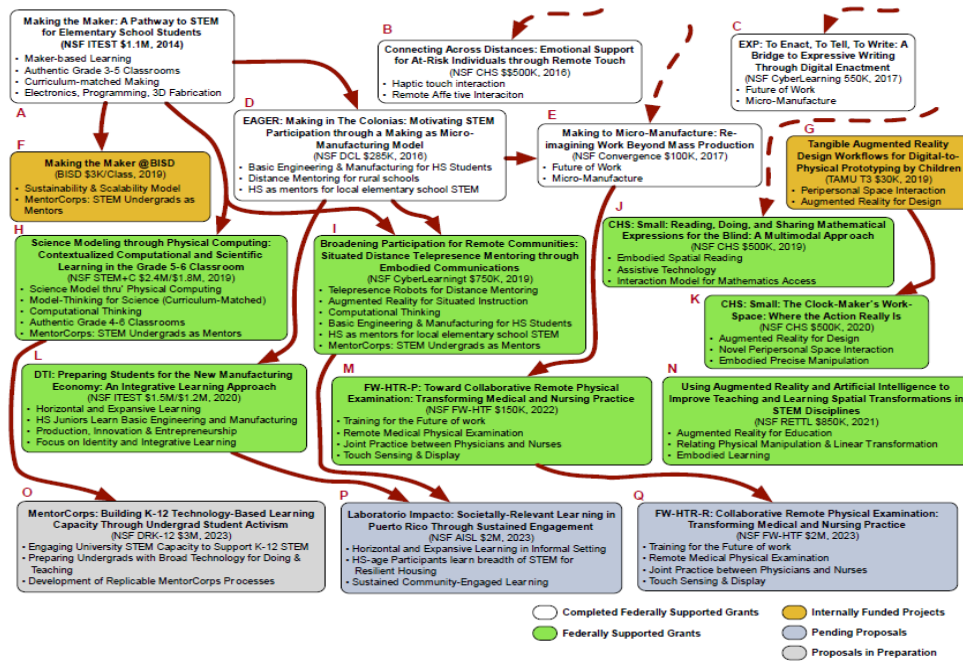 Making the Maker: A Pathway to STEM
for Elementary School Students
(NSF ITEST $1.1M, 2014)
• Maker-based Learning
• Authentic Grade 3-5 Classrooms
• Curriculum-matched Making
• Electronics, Programming, 3D Fabrication
A
B
Connecting Across Distances: Emotional Support
for At-Risk Individuals through Remote Touch
(NSF CHS $$500K, 2016)
• Haptic touch interaction
• Remote Affe tive Interaciton
C
EXP: To Enact, To Tell, To Write: A
Bridge to Expressive Writing
Through Digital Enactment
(NSF CyberLearning 550K, 2017)
• Future of Work
• Micro-Manufacture
D
EAGER: Making in The Colonias: Motivating STEM
Participation through a Making as Micro-
Manufacturing Model
(NSF DCL $285K, 2016)
• Basic Engineering & Manufacturing for HS Students
• Distance Mentoring for rural schools
• HS as mentors for local elementary school STEM
E
Making to Micro-Manufacture: Re-
imagining Work Beyond Mass Production
(NSF Convergence $100K, 2017)
• Future of Work
• Micro-Manufacture
F
Making the Maker @BISD
(BISD $3K/Class, 2019)
• Sustainability & Scalability Model
• MentorCorps: STEM Undergrads as
Mentors
G
Tangible Augmented Reality
Design Workflows for Digital-to-
Physical Prototyping by Children
(TAMU T3 $30K, 2019)
• Peripersonal Space Interaction
• Augmented Reality for Design
H
Science Modeling through Physical Computing:
Contextualized Computational and Scientific
Learning in the Grade 5-6 Classroom
(NSF STEM+C $2.4M/$1.8M, 2019)
• Science Model thru' Physical Computing
• Model-Thinking for Science (Curriculum-Matched)
• Computational Thinking
• Authentic Grade 4-6 Classrooms
• MentorCorps: STEM Undergrads as Mentors
I
Broadening Participation for Remote Communities:
Situated Distance Telepresence Mentoring through
Embodied Communications
(NSF CyberLearning $750K, 2019)
• Telepresence Robots for Distance Mentoring
• Augmented Reality for Situated Instruction
• Computational Thinking
• Basic Engineering & Manufacturing for HS Students
• HS as mentors for local elementary school STEM
• MentorCorps: STEM Undergrads as Mentors
J
CHS: Small: Reading, Doing, and Sharing Mathematical
Expressions for the Blind: A Multimodal Approach
(NSF CHS $500K, 2019)
• Embodied Spatial Reading
• Assistive Technology
• Interaction Model for Mathematics Access
K
CHS: Small: The Clock-Maker's Work-
Space: Where the Action Really Is
(NSF CHS $500K, 2020)
• Augmented Reality for Design
• Novel Peripersonal Space Interaction
• Embodied Precise Manipulation
L
DTI: Preparing Students for the New Manufacturing
Economy: An Integrative Learning Approach
(NSF ITEST $1.5M/$1.2M, 2020)
• Horizontal and Expansive Learning
• HS Juniors Learn Basic Engineering and Manufacturing
• Production, Innovation & Entrepreneurship
• Focus on Identity and Integrative Learning
M
FW-HTR-P: Toward Collaborative Remote Physical
Examination: Transforming Medical and Nursing Practice
(NSF FW-HTF $150K, 2022)
• Training for the Future of work
• Remote Medical Physical Examination
• Joint Practice between Physicians and Nurses
• Touch Sensing & Display
N
Using Augmented Reality and Artificial Intelligence to
Improve Teaching and Learning Spatial Transformations in
STEM Disciplines
(NSF RETTL $850K, 2021)
• Augmented Reality for Education
• Relating Physical Manipulation & Linear Transformation
• Embodied Learning
O
MentorCorps: Building K-12 Technology-Based Learning
Capacity Through Undergrad Student Activism
(NSF DRK-12 $3M, 2023)
• Engaging University STEM Capacity to Support K-12 STEM
• Preparing Undergrads with Broad Technology for Doing &
Teaching
• Development of Replicable MentorCorps Processes
P
Laboratorio Impacto: Societally-Relevant Learning in
Puerto Rico Through Sustained Engagement
(NSF AISL $2M, 2023)
• Horizontal and Expansive Learning in Informal Setting
• HS-age Participants learn breadth of STEM for
Resilient Housing
• Sustained Community-Engaged Learning
Q
FW-HTR-R: Collaborative Remote Physical Examination:
Transforming Medical and Nursing Practice
(NSF FW-HTF $2M, 2023)
• Training for the Future of work
• Remote Medical Physical Examination
• Joint Practice between Physicians and Nurses
• Touch Sensing & Display
Completed Federally Supported Grants
Federally Supported Grants
Internally Funded Projects
Pending Proposals
Proposals in Preparation